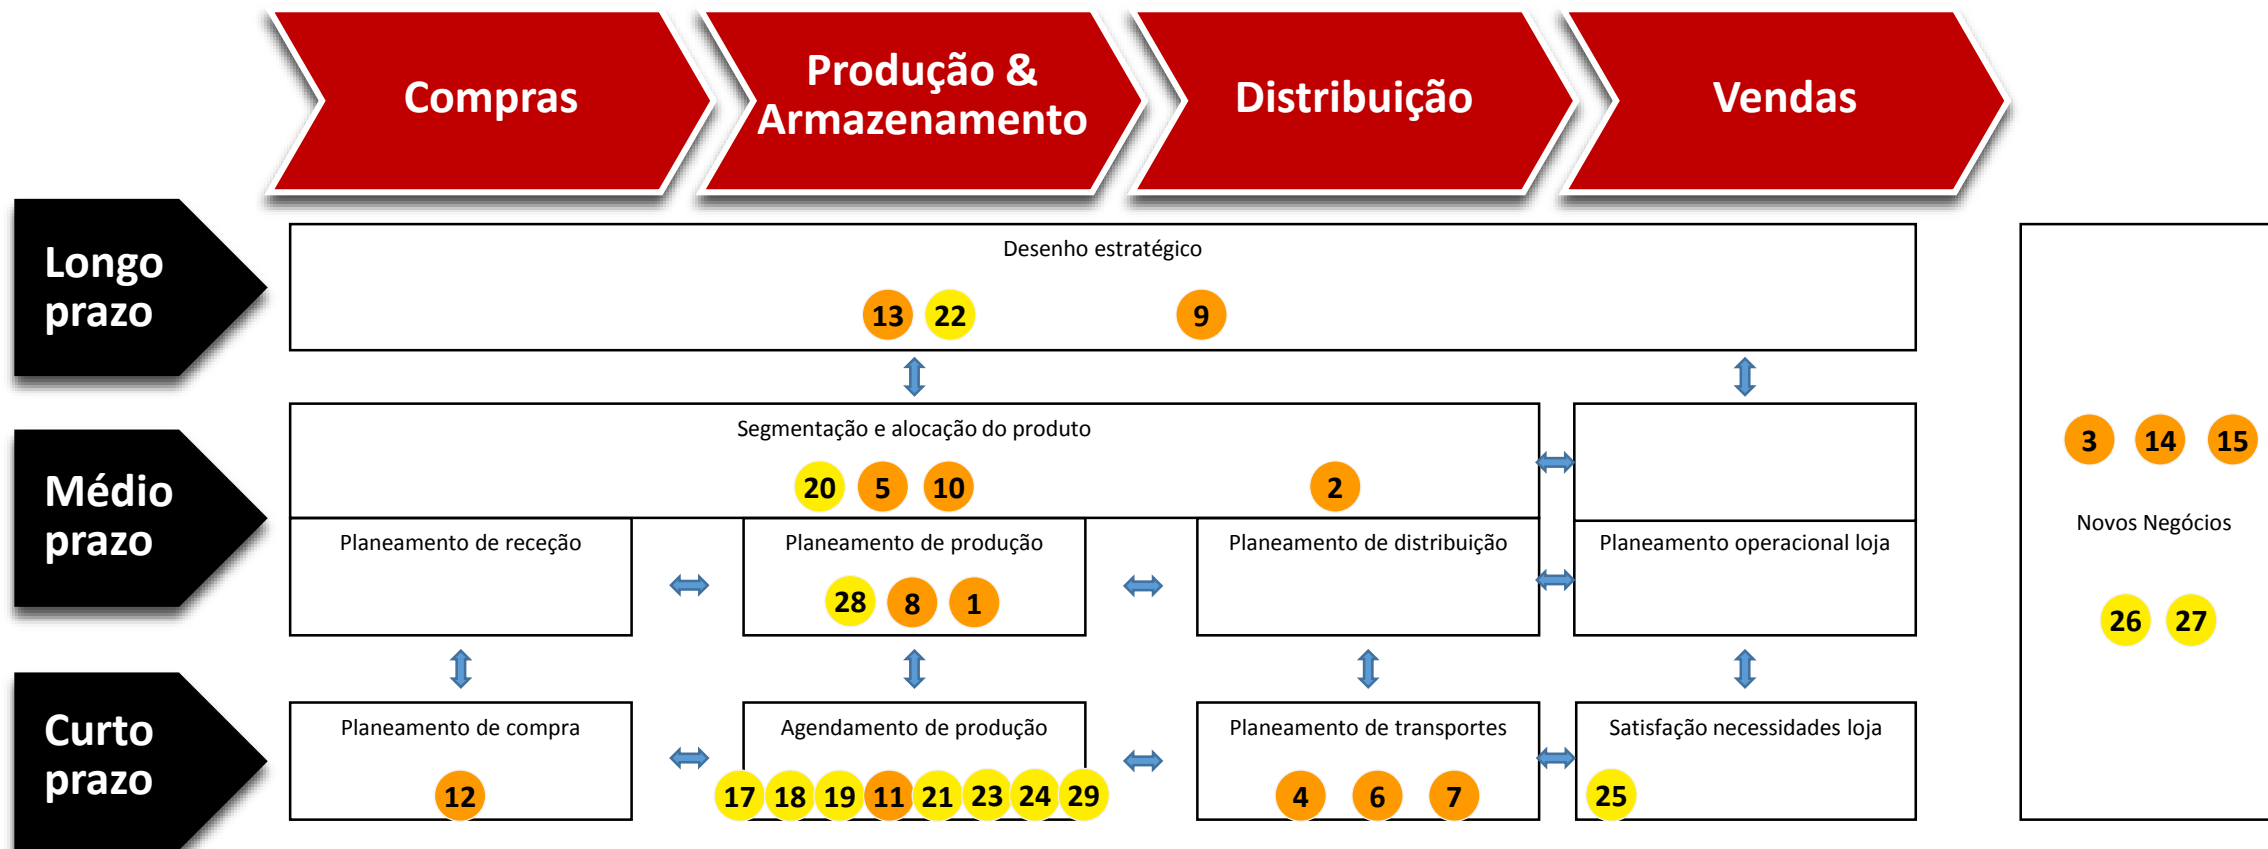 Compras
Produção &
Armazenamento
Distribuição
Vendas
Longo
prazo
Desenho estratégico
13 22 9
Médio
prazo
Segmentação e alocação do produto
20 5 10 2
Planeamento de receção
Planeamento de produção
28 8 1
Planeamento de distribuição
Planeamento operacional loja
Curto
prazo
Planeamento de compra
12
Agendamento de produção
17 18 19 11 21 23 24 29
Planeamento de transportes
4 6 7
Satisfação necessidades loja
25
3 14 15
Novos Negócios
26 27